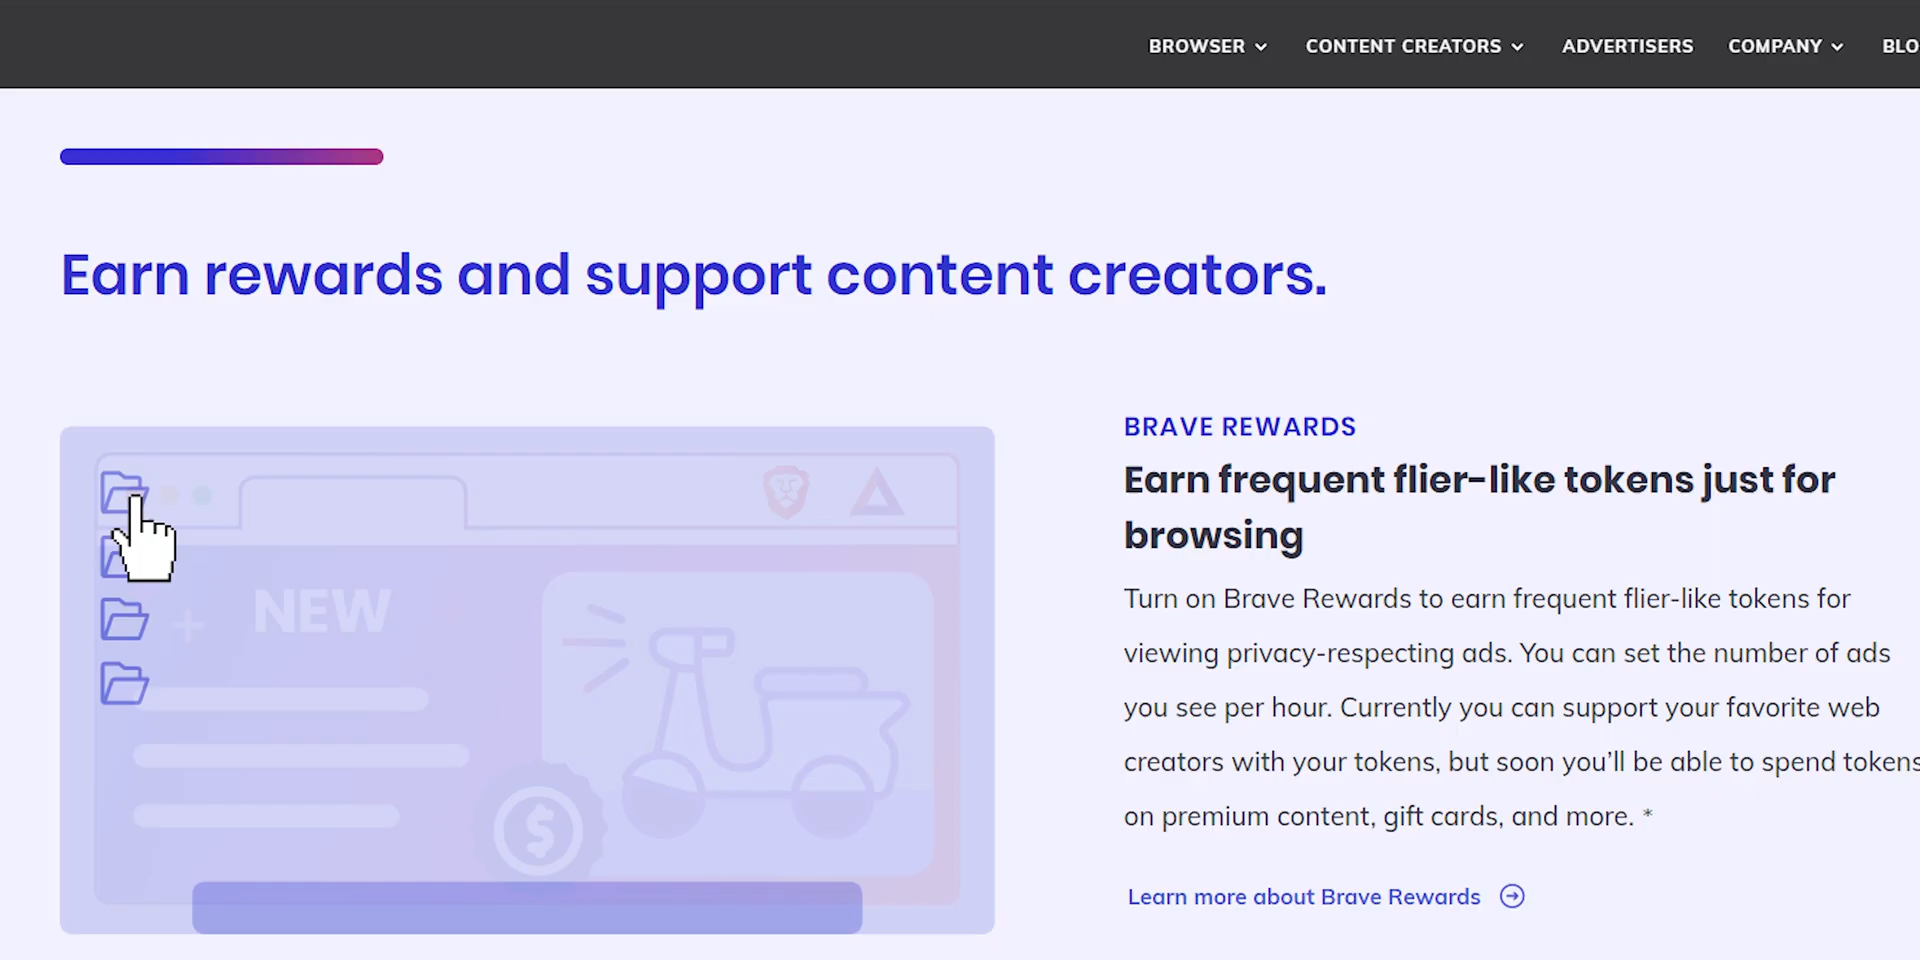 BROWSER
CONTENT CREATORS
ADVERTISERS
COMPANY
Earn rewards and support content creators.
NEW
$
BRAVE REWARDS
Earn frequent flier-like tokens just for
browsing
Turn on Brave Rewards to earn frequent flier-like tokens for
viewing privacy-respecting ads. You can set the number of ads
you see per hour. Currently you can support your favorite web
creators with your tokens, but soon you’ll be able to spend tokens
on premium content, gift cards, and more. *
Learn more about Brave Rewards